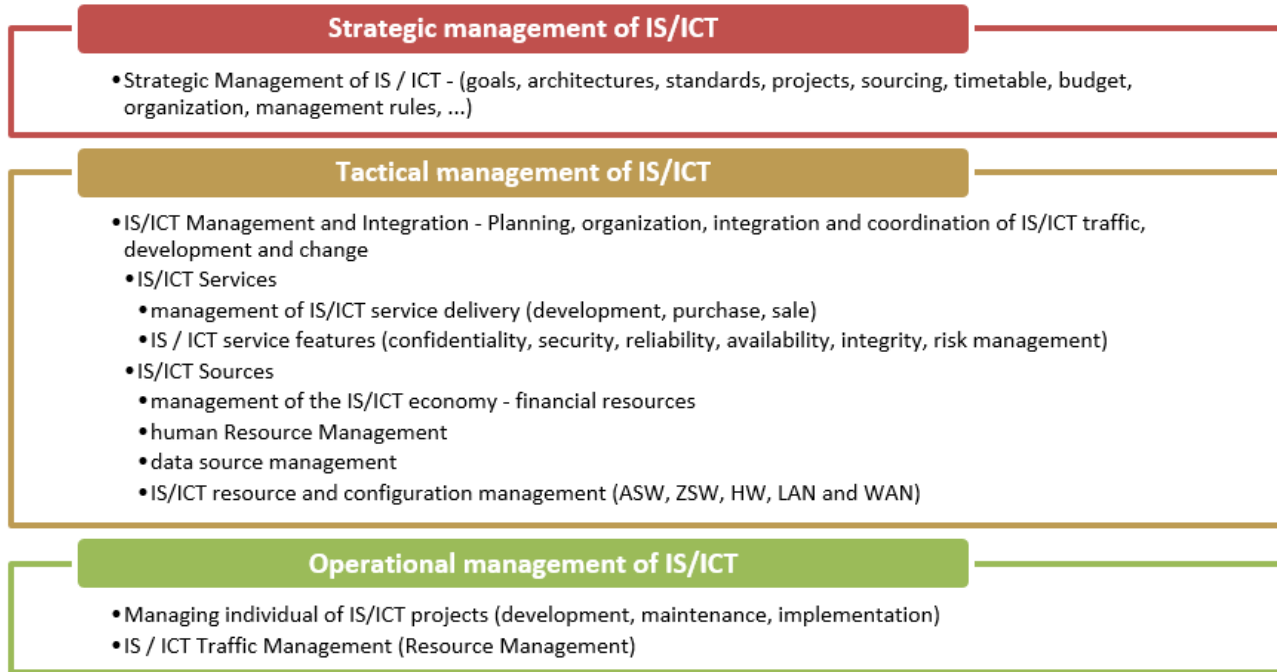 Strategic management of IS/ICT
•Strategic Management of IS / ICT - (goals, architectures, standards, projects, sourcing, timetable, budget,
organization, management rules, ...)
Tactical management of IS/ICT
•IS/ICT Management and Integration - Planning, organization, integration and coordination of IS/ICT traffic,
development and change
•IS/ICT Services
•management of IS/ICT service delivery (development, purchase, sale)
•IS / ICT service features (confidentiality, security, reliability, availability, integrity, risk management)
•IS/ICT Sources
•management of the IS/ICT economy - financial resources
•human Resource Management
•data source management
•IS/ICT resource and configuration management (ASW, ZSW, HW, LAN and WAN)
Operational management of IS/ICT
•Managing individual of IS/ICT projects (development, maintenance, implementation)
•IS / ICT Traffic Management (Resource Management)